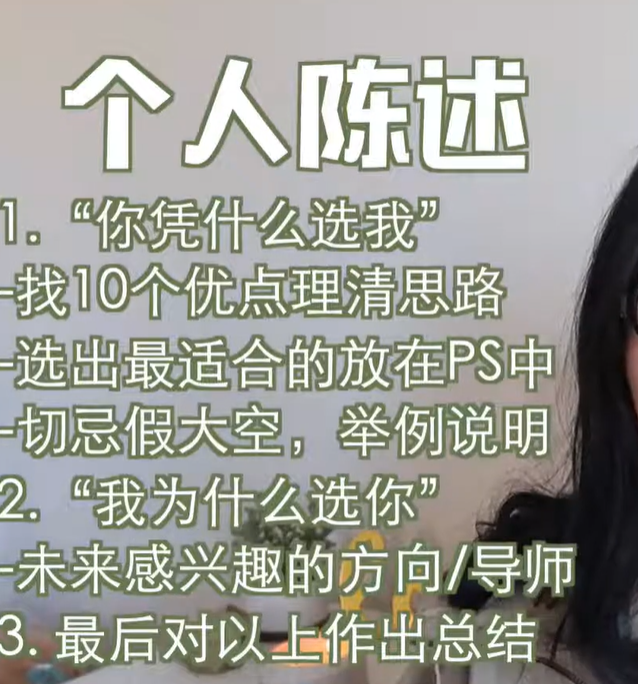 个人陈述
1. “你凭什么选我”
-找10个优点理清思路
-选出最适合的放在PS中
-切忌假大空，举例说明
2. “我为什么选你”
-未来感兴趣的方向/导师
3. 最后对以上作出总结